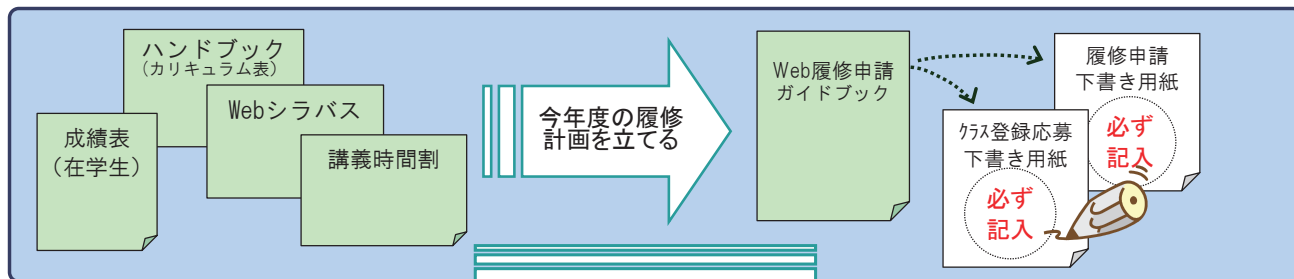 ハンドブック
(カリキュラム表)
Webシラバス
成績表
(在学生)
講義時間割
今年度の履修
計画を立てる
Web履修申請
ガイドブック
履修申請
下書き用紙
必ず
記入
クラス登録応募
下書き用紙
必ず
記入